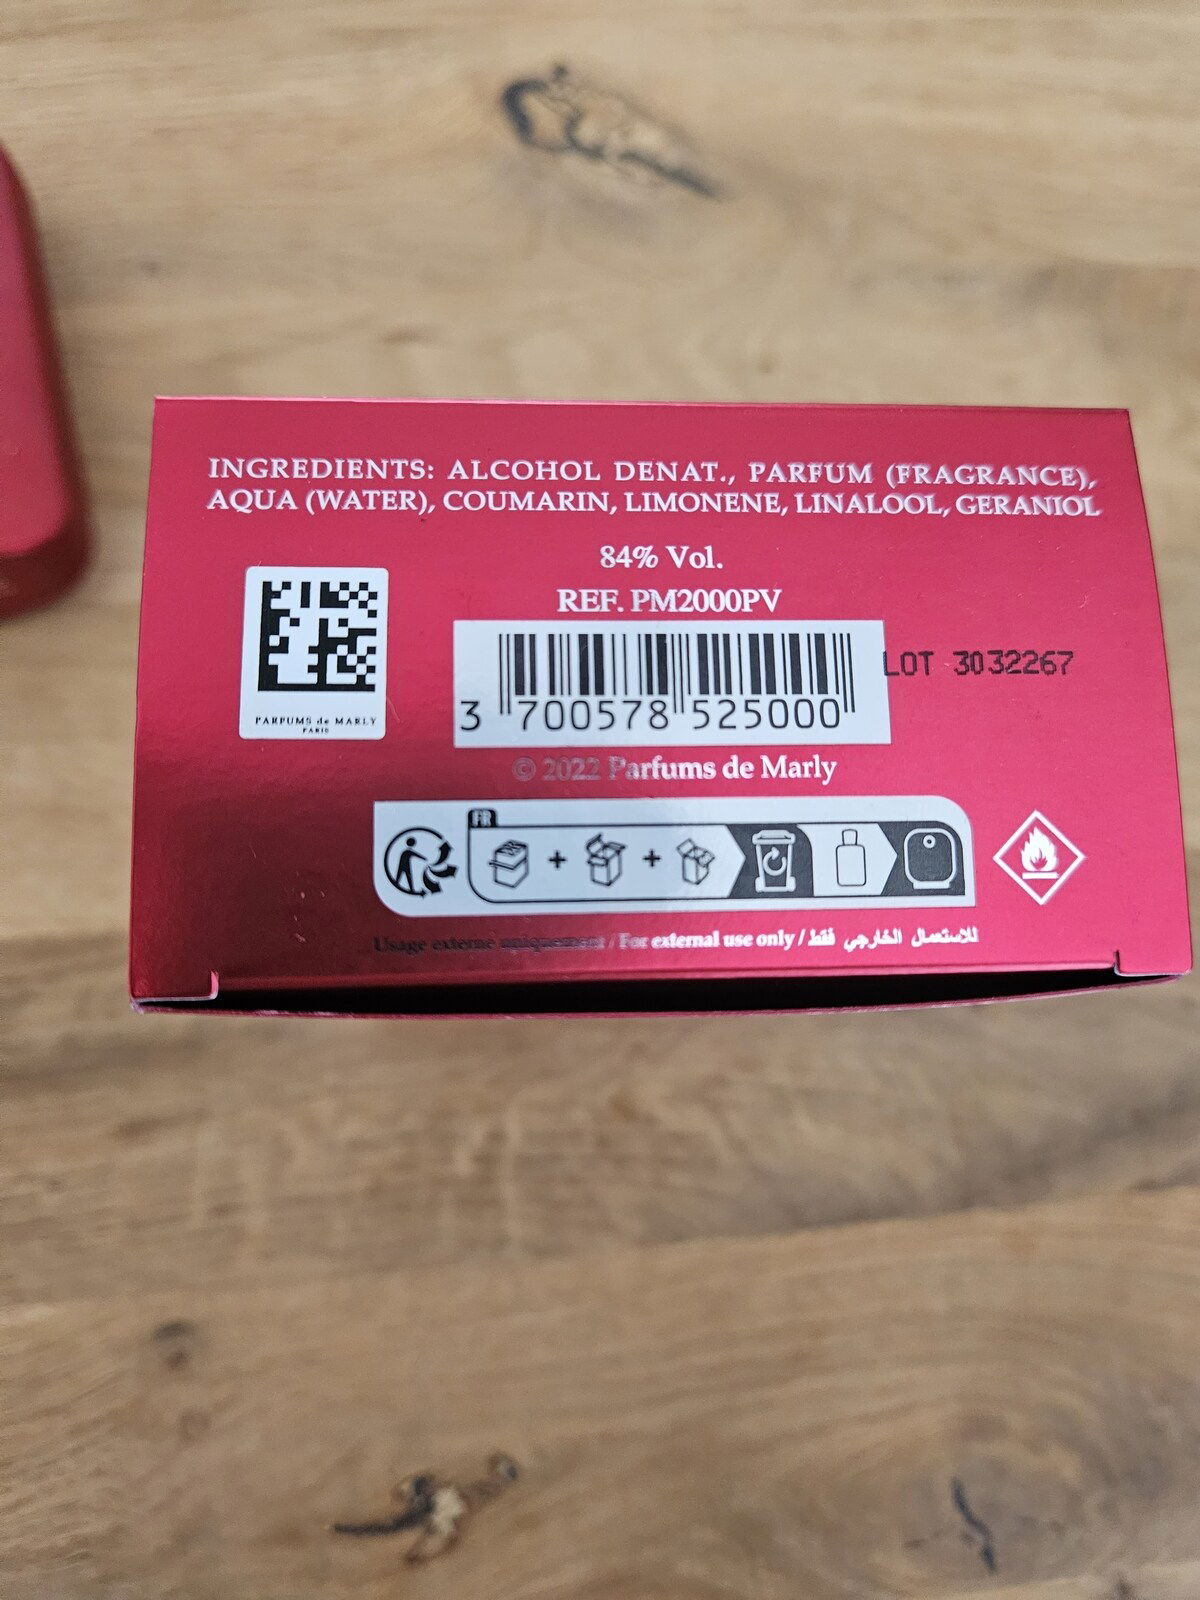 INGREDIENTS: ALCOHOL DENAT., PARFUM (FRAGRANCE),
AQUA (WATER), COUMARIN, LIMONENE, LINALOOL, GERANIOL
84% Vol.
REF. PM2000PV
LOT 3032267
3 700578 525000
PARFUMS de MARLY
PARIS
© 2022 Parfums de Marly
FR
Usage externe uniquement / For external use only / للاستعمال الخارجي فقط